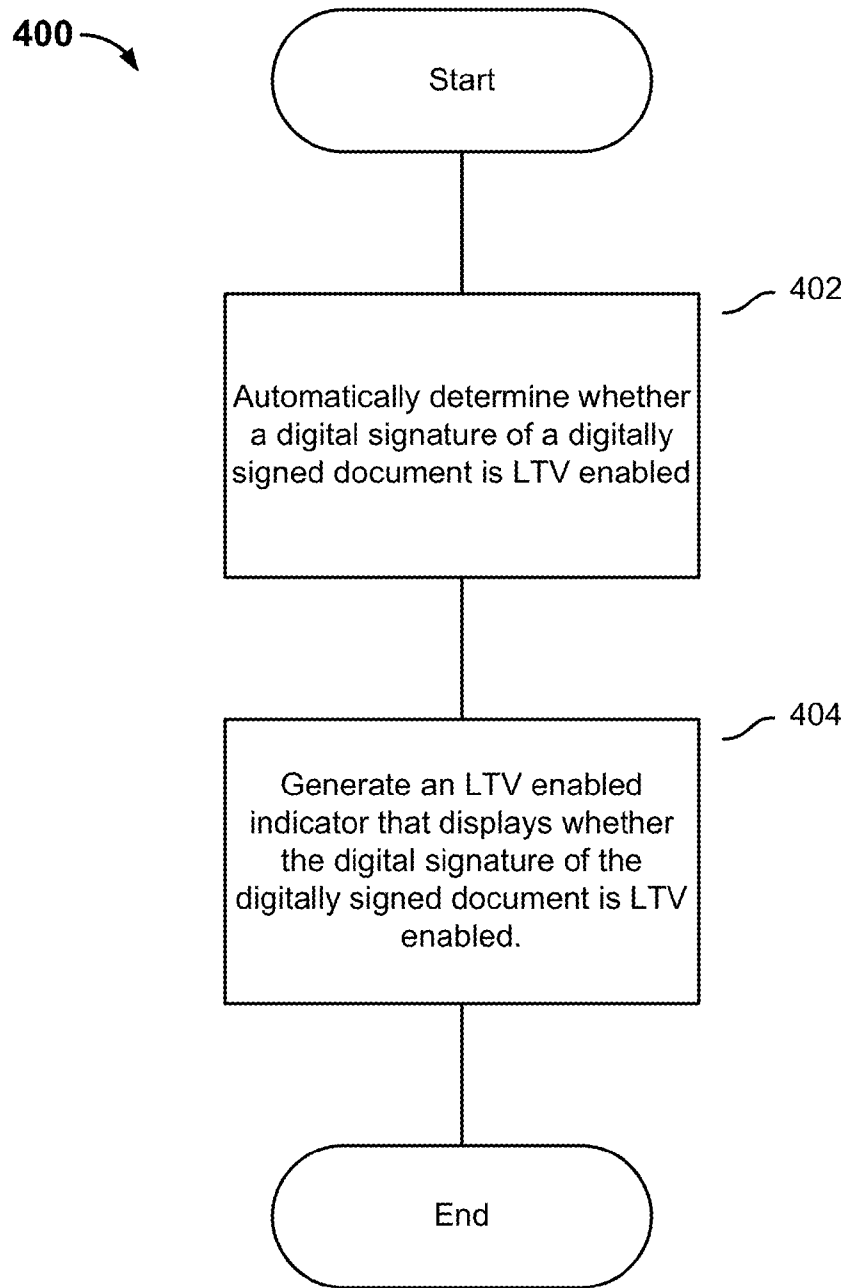 400
Start
402
Automatically determine whether
a digital signature of a digitally
signed document is LTV enabled
404
Generate an LTV enabled
indicator that displays whether
the digital signature of the
digitally signed document is LTV
enabled.
End